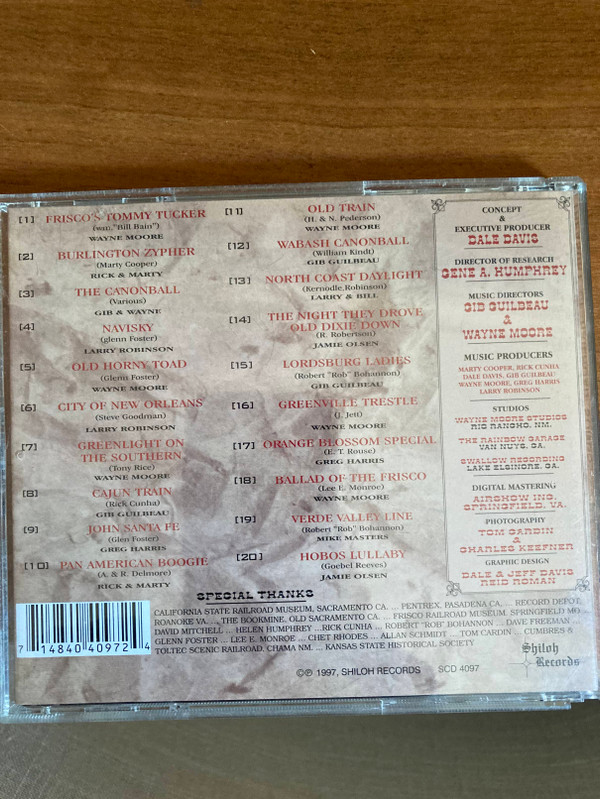 [1] FRISCO'S TOMMY TUCKER
(wm."Bill Bain")
WAYNE MOORE
[2] BURLINGTON ZYPHER
(Marty Cooper)
RICK & MARTY
[3] THE CANONBALL
(Various)
GIB & WAYNE
[4] NAVISKY
(glenn Foster)
LARRY ROBINSON
[5] OLD HORNY TOAD
(Glenn Foster)
WAYNE MOORE
[6] CITY OF NEW ORLEANS
(Steve Goodman)
LARRY ROBINSON
[7] GREENLIGHT ON
THE SOUTHERN
(Tony Rice)
WAYNE MOORE
[8] CAJUN TRAIN
(Rick Cunha)
GIB GUILBEAU
[9] JOHN SANTA FE
(Glen Foster)
GREG HARRIS
[10] PAN AMERICAN BOOGIE
(A. & R. Delmore)
RICK & MARTY
[11] OLD TRAIN
(H. & N. Pederson)
WAYNE MOORE
[12] WABASH CANONBALL
(William Kindt)
GIB GUILBEAU
[13] NORTH COAST DAYLIGHT
(Kernodle,Robinson)
LARRY & BILL
[14] THE NIGHT THEY DROVE
OLD DIXIE DOWN
(R. Robertson)
JAMIE OLSEN
[15] LORDSBURG LADIES
(Robert "Rob" Bohannon)
GIB GUILBEAU
[16] GREENVILLE TRESTLE
(J. Jett)
WAYNE MOORE
[17] ORANGE BLOSSOM SPECIAL
(E. T. Rouse)
GREG HARRIS
[18] BALLAD OF THE FRISCO
(Lee E. Monroe)
WAYNE MOORE
[19] VERDE VALLEY LINE
(Robert "Rob" Bohannon)
MIKE MASTERS
[20] HOBOS LULLABY
(Goebel Reeves)
JAMIE OLSEN
CONCEPT
&
EXECUTIVE PRODUCER
DALE DAVIS
DIRECTOR OF RESEARCH
GENE A. HUMPHREY
MUSIC DIRECTORS
GIB GUILBEAU
&
WAYNE MOORE
MUSIC PRODUCERS
MARTY COOPER, RICK CUNHA
DALE DAVIS, GIB GUILBEAU
WAYNE MOORE, GREG HARRIS
LARRY ROBINSON
STUDIOS
WAYNE MOORE STUDIOS
RIO RANCHO, NM.
THE RAINBOW GARAGE
VAN NUYS, CA.
SWALLOW RECORDING
LAKE ELSINORE, CA.
DIGITAL MASTERING
AIRSHOW INC.
SPRINGFIELD, VA.
PHOTOGRAPHY
TOM CARDIN
&
CHARLES KEEFNER
GRAPHIC DESIGN
DALE & JEFF DAVIS
REID ROMAN
SPECIAL THANKS
CALIFORNIA STATE RAILROAD MUSEUM, SACRAMENTO CA. ... PENTREX, PASADENA CA. ... RECORD DEPOT,
ROANOKE VA. ... THE BOOKMINE, OLD SACRAMENTO CA. ... FRISCO RAILROAD MUSEUM, SPRINGFIELD MO.
DAVID MITCHELL ... HELEN HUMPHREY ...RICK CUNHA ... ROBERT "ROB" BOHANNON ... DAVE FREEMAN ...
GLENN FOSTER ... LEE E. MONROE ... CHET RHODES ... ALLAN SCHMIDT ... TOM CARDIN ... CUMBRES &
TOLTEC SCENIC RAILROAD, CHAMA NM. ... KANSAS STATE HISTORICAL SOCIETY
7 14840 40972 4
©℗ 1997, SHILOH RECORDS SCD 4097
Shiloh
Records